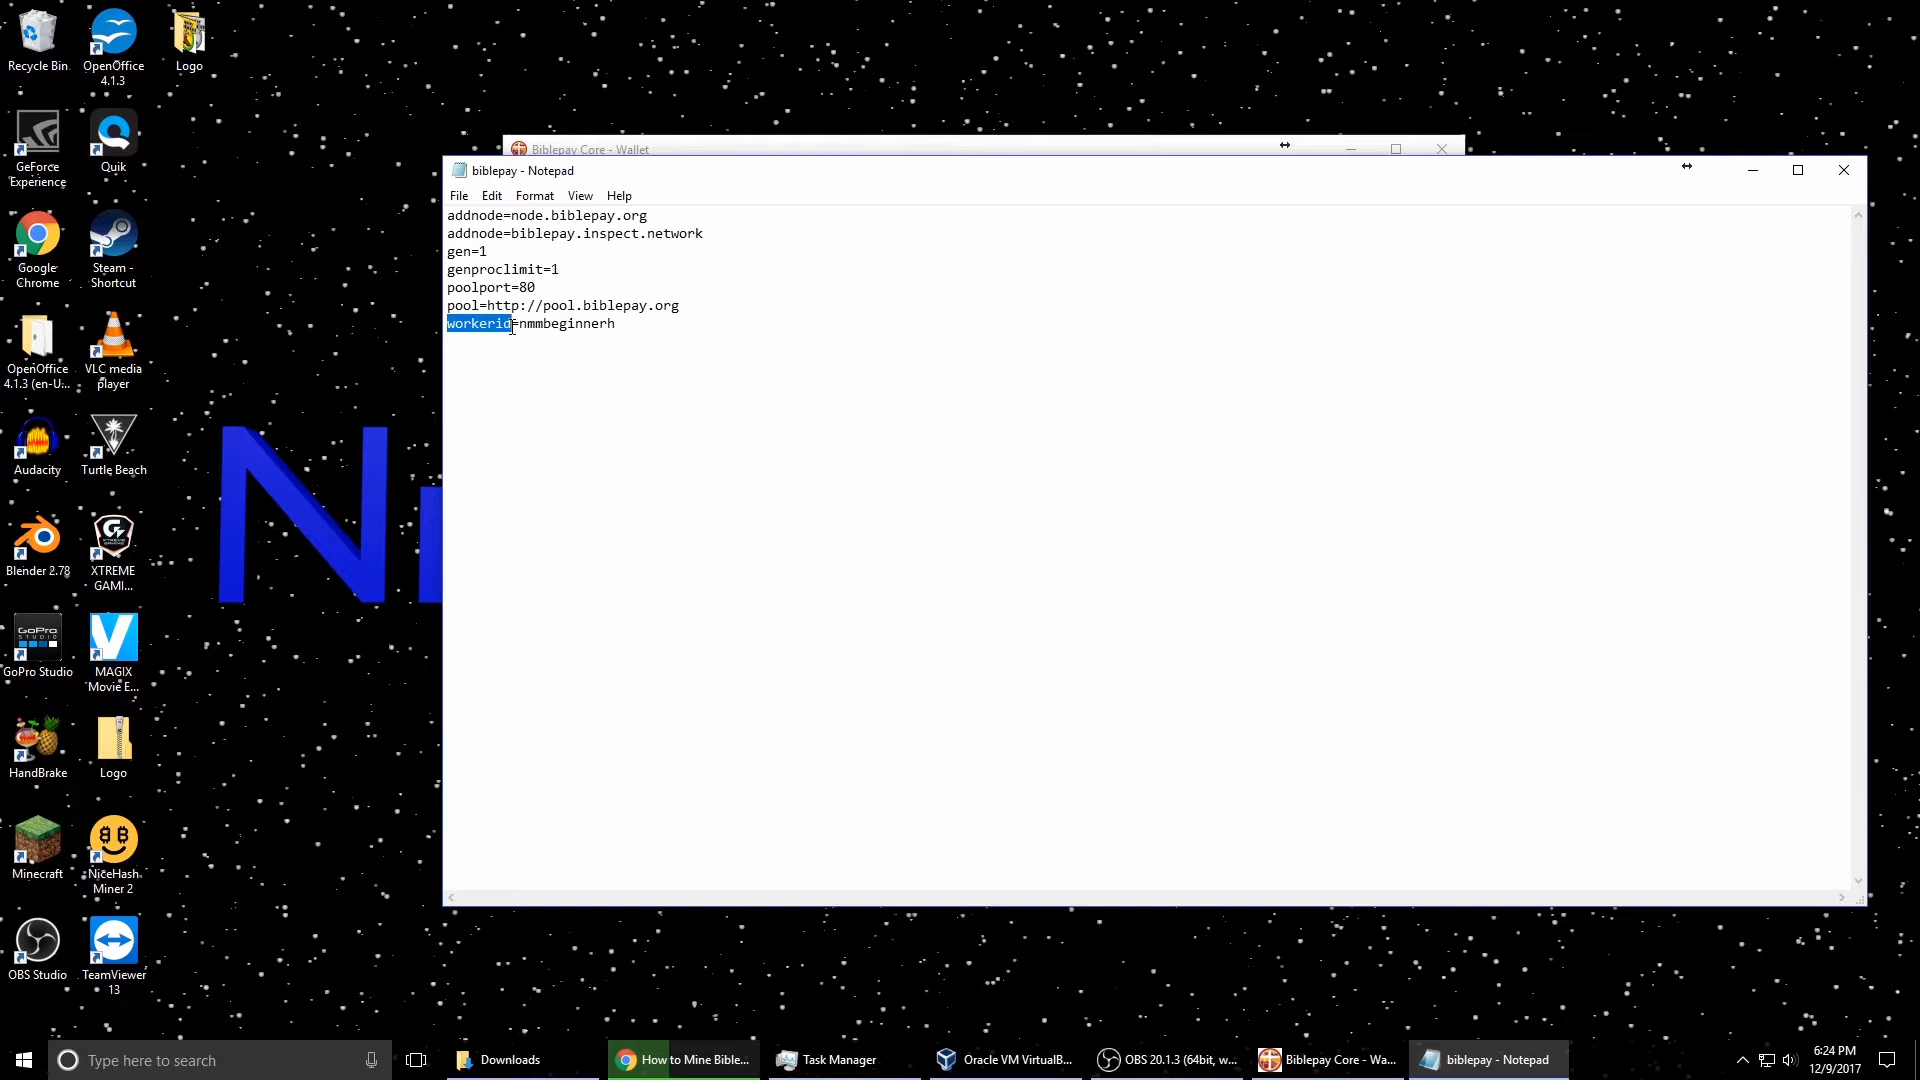 Recycle Bin
OpenOffice 4.1.3
Logo
GeForce Experience
Quik
Google Chrome
Steam - Shortcut
OpenOffice 4.1.3 (en-U...
VLC media player
Audacity
Turtle Beach
Blender 2.78
XTREME GAMI...
GoPro Studio
MAGIX Movie E...
HandBrake
Logo
Minecraft
NiceHash Miner 2
OBS Studio
TeamViewer 13
Biblepay Core - Wallet
biblepay - Notepad
File Edit Format View Help
addnode=node.biblepay.org
addnode=biblepay.inspect.network
gen=1
genproclimit=1
poolport=80
pool=http://pool.biblepay.org
workerid=nmmbeginnerh
N
Type here to search
Downloads
How to Mine Bible...
Task Manager
Oracle VM VirtualB...
OBS 20.1.3 (64bit, w...
Biblepay Core - Wa...
biblepay - Notepad
6:24 PM
12/9/2017